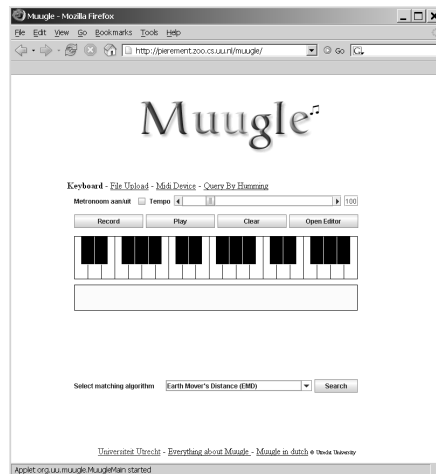 Muugle - Mozilla Firefox
File Edit View Go Bookmarks Tools Help
http://pierement.zoo.cs.uu.nl/muugle/ Go G
Muugle
Keyboard - File Upload - Midi Device - Query By Humming
Metronoom aan/uit Tempo 100
Record Play Clear Open Editor
Select matching algorithm Earth Mover's Distance (EMD) Search
Universiteit Utrecht - Everything about Muugle - Muugle in dutch © Utrecht University
Applet org.uu.muugle.MuugleMain started